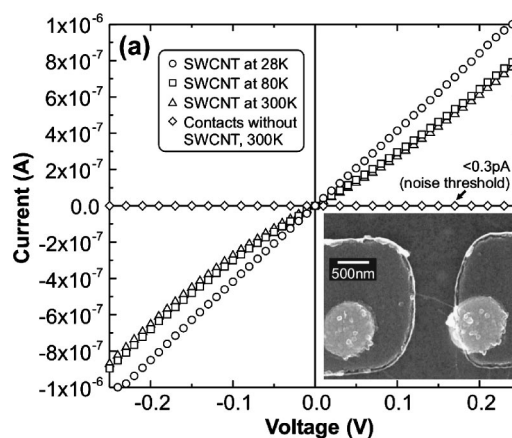 (a)
SWCNT at 28K
SWCNT at 80K
SWCNT at 300K
Contacts without
SWCNT, 300K
<0.3pA
(noise threshold)
500nm
1x10⁻⁶
8x10⁻⁷
6x10⁻⁷
4x10⁻⁷
2x10⁻⁷
0.0
-2x10⁻⁷
-4x10⁻⁷
-6x10⁻⁷
-8x10⁻⁷
-1x10⁻⁶
Current (A)
-0.2
-0.1
0.0
0.1
0.2
Voltage (V)